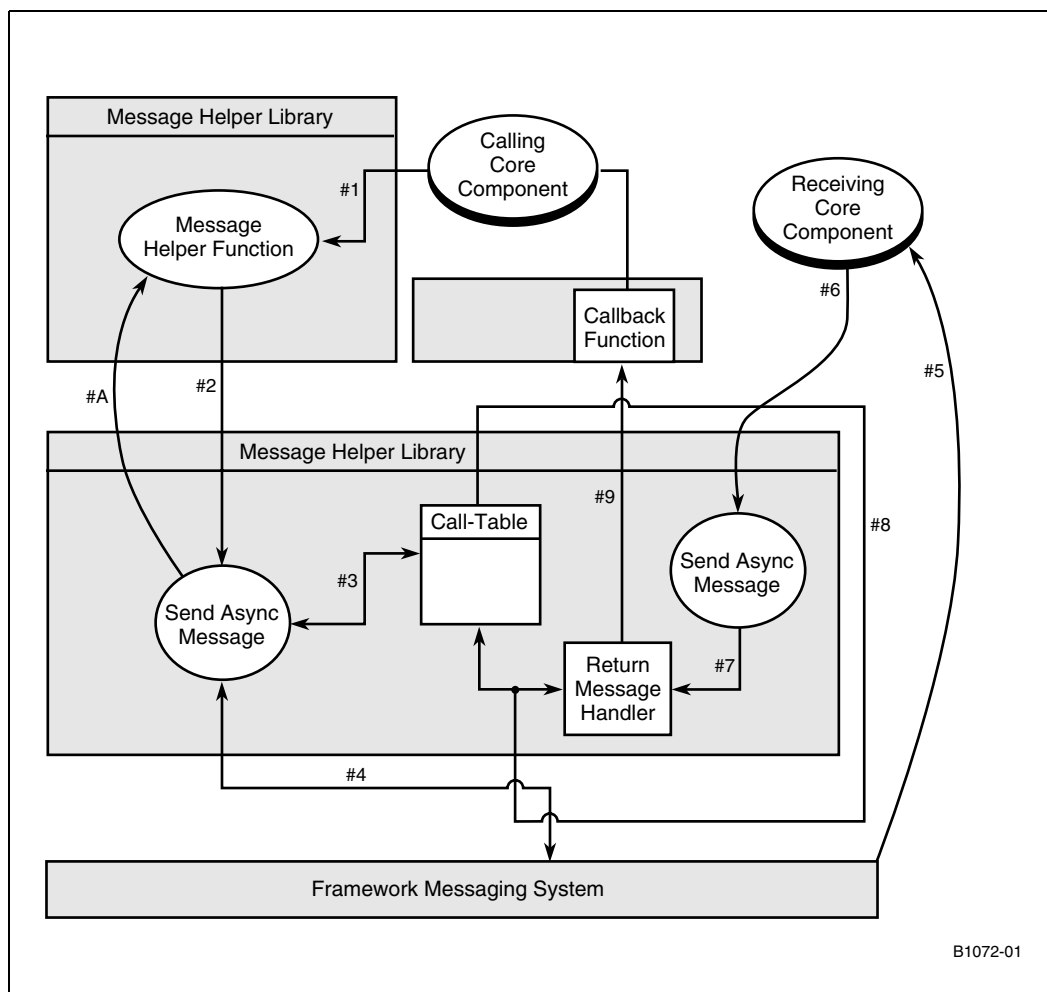 Message Helper Library
Calling
Core
Component
Receiving
Core
Component
#1
Message
Helper Function
#6
Callback
Function
#5
#2
#A
Message Helper Library
#9
#8
Call-Table
Send Async
Message
#3
Send Async
Message
#7
Return
Message
Handler
#4
Framework Messaging System
B1072-01